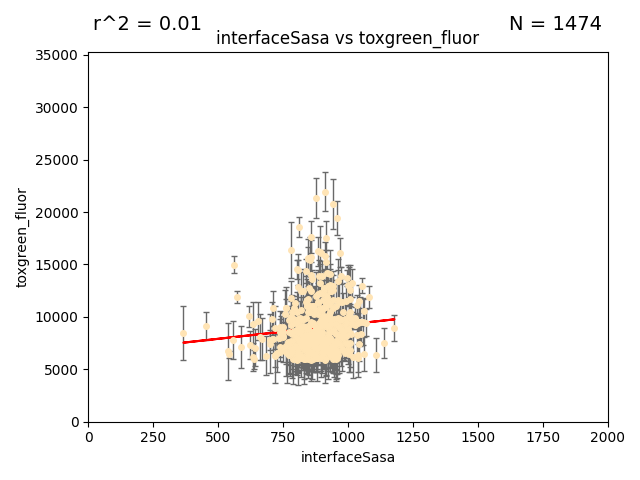 r^2 = 0.01
N = 1474
interfaceSasa vs toxgreen_fluor
35000
30000
25000
20000
15000
10000
5000
0
toxgreen_fluor
0 250 500 750 1000 1250 1500 1750 2000
interfaceSasa